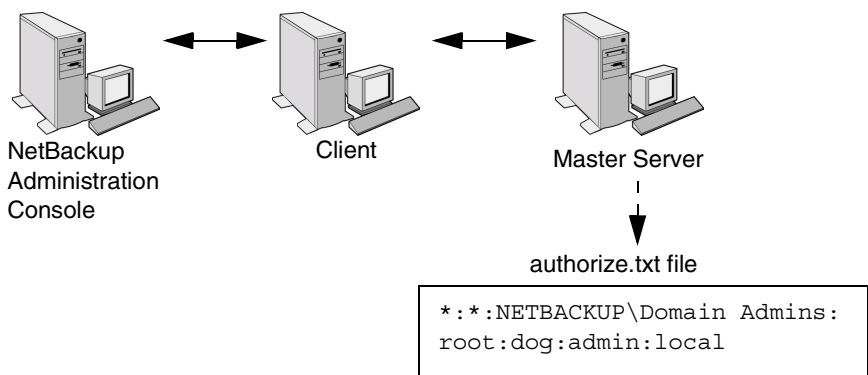 NetBackup
Administration
Console
Client
Master Server
authorize.txt file
*:*:NETBACKUP\Domain Admins:
root:dog:admin:local